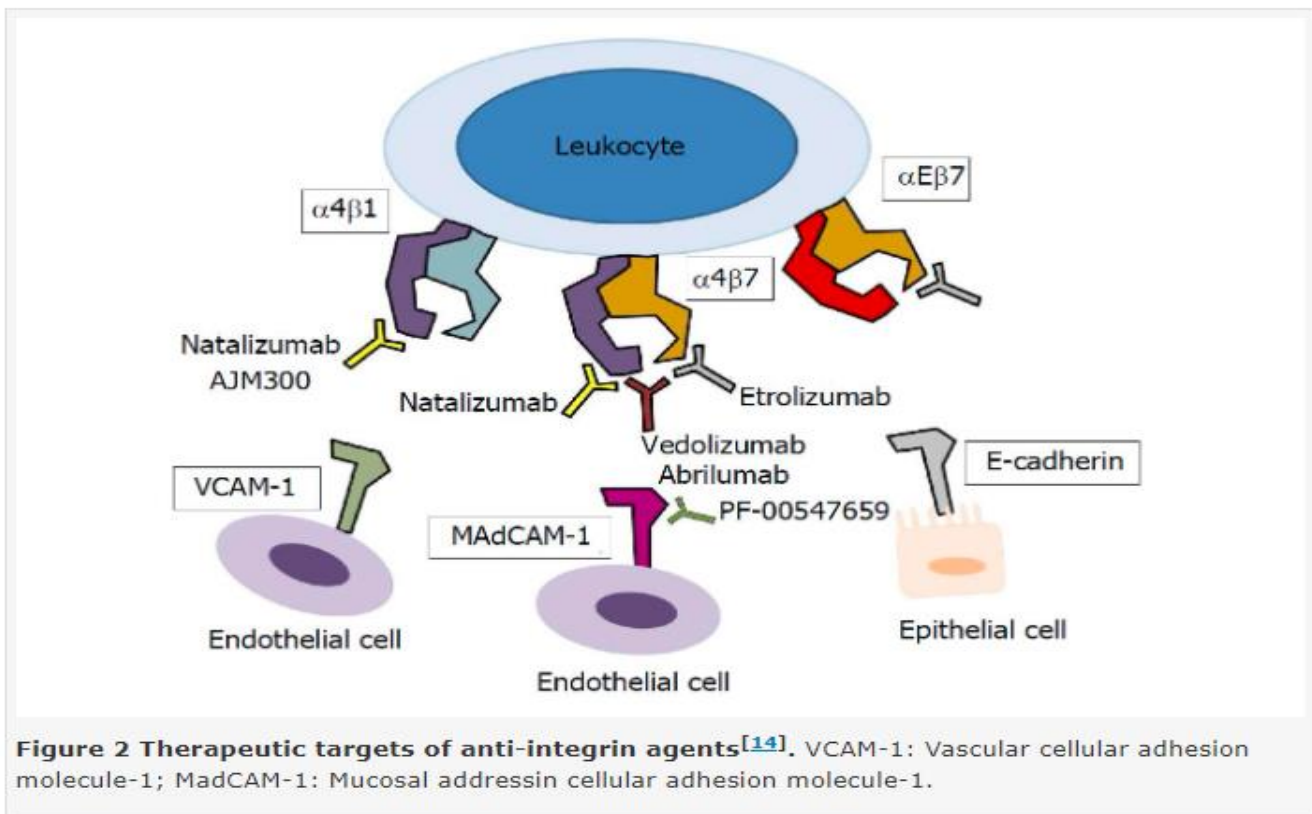 Leukocyte
αEβ7
α4β1
α4β7
Natalizumab
AJM300
Natalizumab
Etrolizumab
Vedolizumab
Abrilumab
E-cadherin
VCAM-1
PF-00547659
MAdCAM-1
Endothelial cell
Epithelial cell
Endothelial cell
Figure 2 Therapeutic targets of anti-integrin agents[14]. VCAM-1: Vascular cellular adhesion
molecule-1; MadCAM-1: Mucosal addressin cellular adhesion molecule-1.